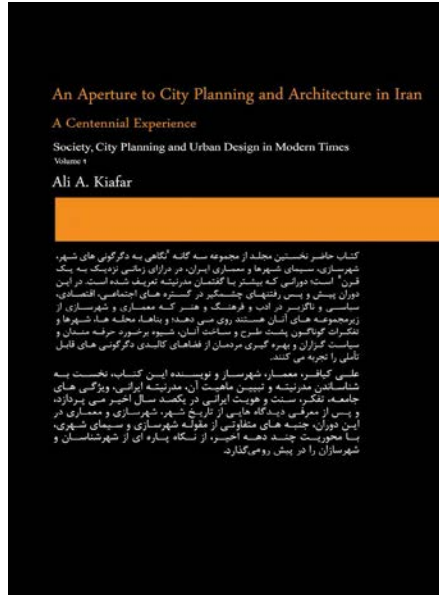 An Aperture to City Planning and Architecture in Iran
A Centennial Experience
Society, City Planning and Urban Design in Modern Times
Volume 1
Ali A. Kiafar
کتاب حاضر نخستین مجلد از مجموعه سه گانه "نگاهی به دگرگونی های شهر،
شهرسازی، سیمای شهرها و معماری ایران، در درازای زمانی نزدیک به یک
قرن" است؛ دورانی که بیشتر با گفتمان مدرنیته تعریف شده است. در این
دوران پیش و پس رفتنهای چشمگیر در گستره های اجتماعی، اقتصادی،
سیاسی و ناگزیر در ادب و فرهنگ و هنر که معماری و شهرسازی از
زیرمجموعه های آنان هستند روی می دهد؛ و بناها، محله ها، شهرها و
تفکرات گوناگون پشت طرح و ساخت آنان، شیوه برخورد حرفه مندان و
سیاست گزاران و بهره گیری مردمان از فضاهای کالبدی دگرگونی های قابل
تأملی را تجربه می کنند.
علی کیافر، معمار، شهرساز و نویسنده این کتاب، نخست به
شناساندن مدرنیته و تبیین ماهیت آن، مدرنیته ایرانی، ویژگی های
جامعه، تفکر، سنت و هویت ایرانی در یکصد سال اخیر می پردازد،
و پس از معرفی دیدگاه هایی از تاریخ شهر، شهرسازی و معماری در
این دوران، جنبه های متفاوتی از مقوله شهرسازی و سیمای شهری،
با محوریت چند دهه اخیر، از نگاه پاره ای از شهرشناسان و
شهرسازان را در پیش رو می‌گذارد.